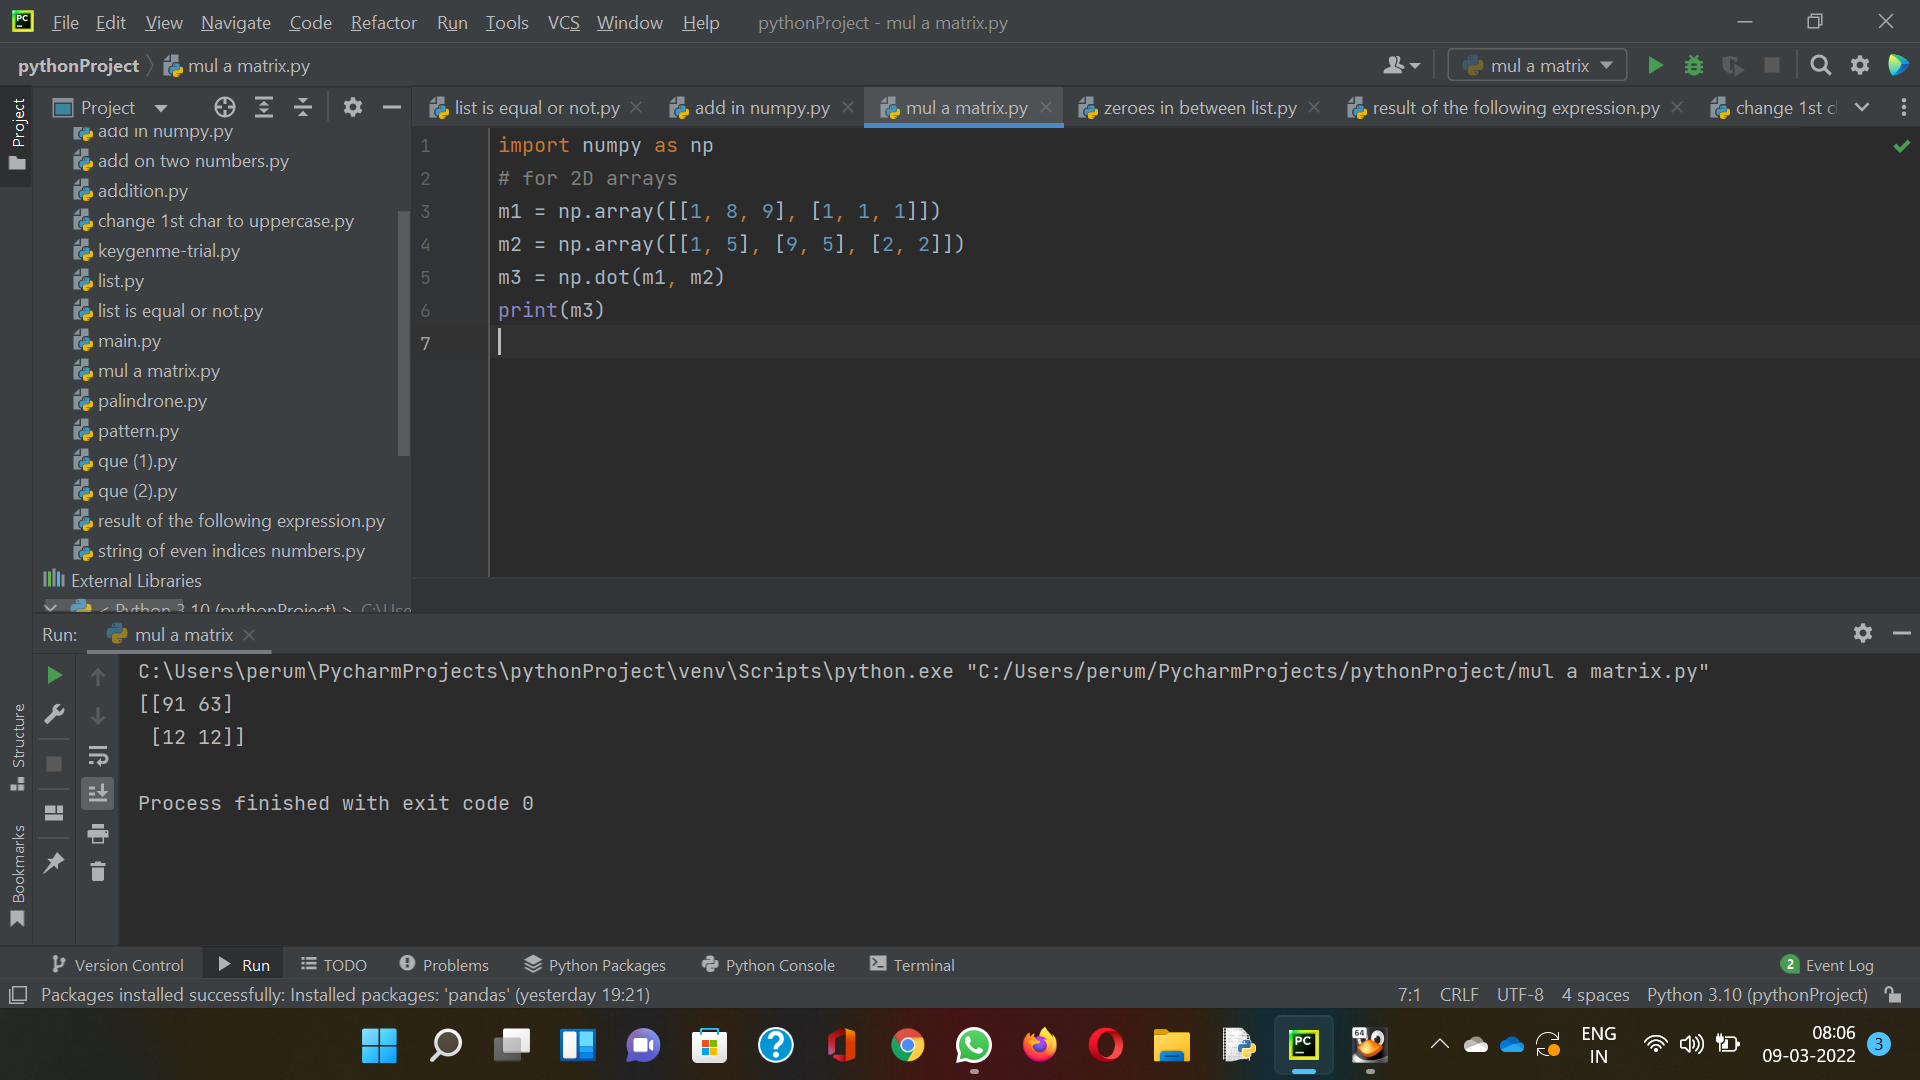 PC File Edit View Navigate Code Refactor Run Tools VCS Window Help pythonProject - mul a matrix.py
pythonProject mul a matrix.py mul a matrix
Project
Project
list is equal or not.py add in numpy.py mul a matrix.py zeroes in between list.py result of the following expression.py change 1st c
add in numpy.py
add on two numbers.py
addition.py
change 1st char to uppercase.py
keygenme-trial.py
list.py
list is equal or not.py
main.py
mul a matrix.py
palindrone.py
pattern.py
que (1).py
que (2).py
result of the following expression.py
string of even indices numbers.py
External Libraries
< Python 3.10 (pythonProject) > C:\Use
1 import numpy as np
2 # for 2D arrays
3 m1 = np.array([[1, 8, 9], [1, 1, 1]])
4 m2 = np.array([[1, 5], [9, 5], [2, 2]])
5 m3 = np.dot(m1, m2)
6 print(m3)
7
Run: mul a matrix
C:\Users\perum\PycharmProjects\pythonProject\venv\Scripts\python.exe "C:/Users/perum/PycharmProjects/pythonProject/mul a matrix.py"
[[91 63]
[12 12]]
Process finished with exit code 0
Structure
Bookmarks
Version Control Run TODO Problems Python Packages Python Console Terminal 2 Event Log
Packages installed successfully: Installed packages: 'pandas' (yesterday 19:21) 7:1 CRLF UTF-8 4 spaces Python 3.10 (pythonProject)
PC 64 ENG
IN
08:06
09-03-2022 3